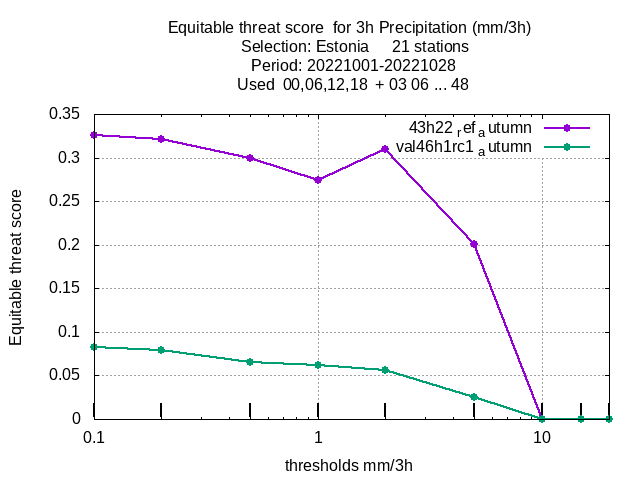 Equitable threat score for 3h Precipitation (mm/3h)
Selection: Estonia 21 stations
Period: 20221001-20221028
Used 00,06,12,18 + 03 06 ... 48
43h22 ref a utumn
val46h1rc1 a utumn
Equitable threat score
0.35
0.3
0.25
0.2
0.15
0.1
0.05
0
0.1
1
10
thresholds mm/3h